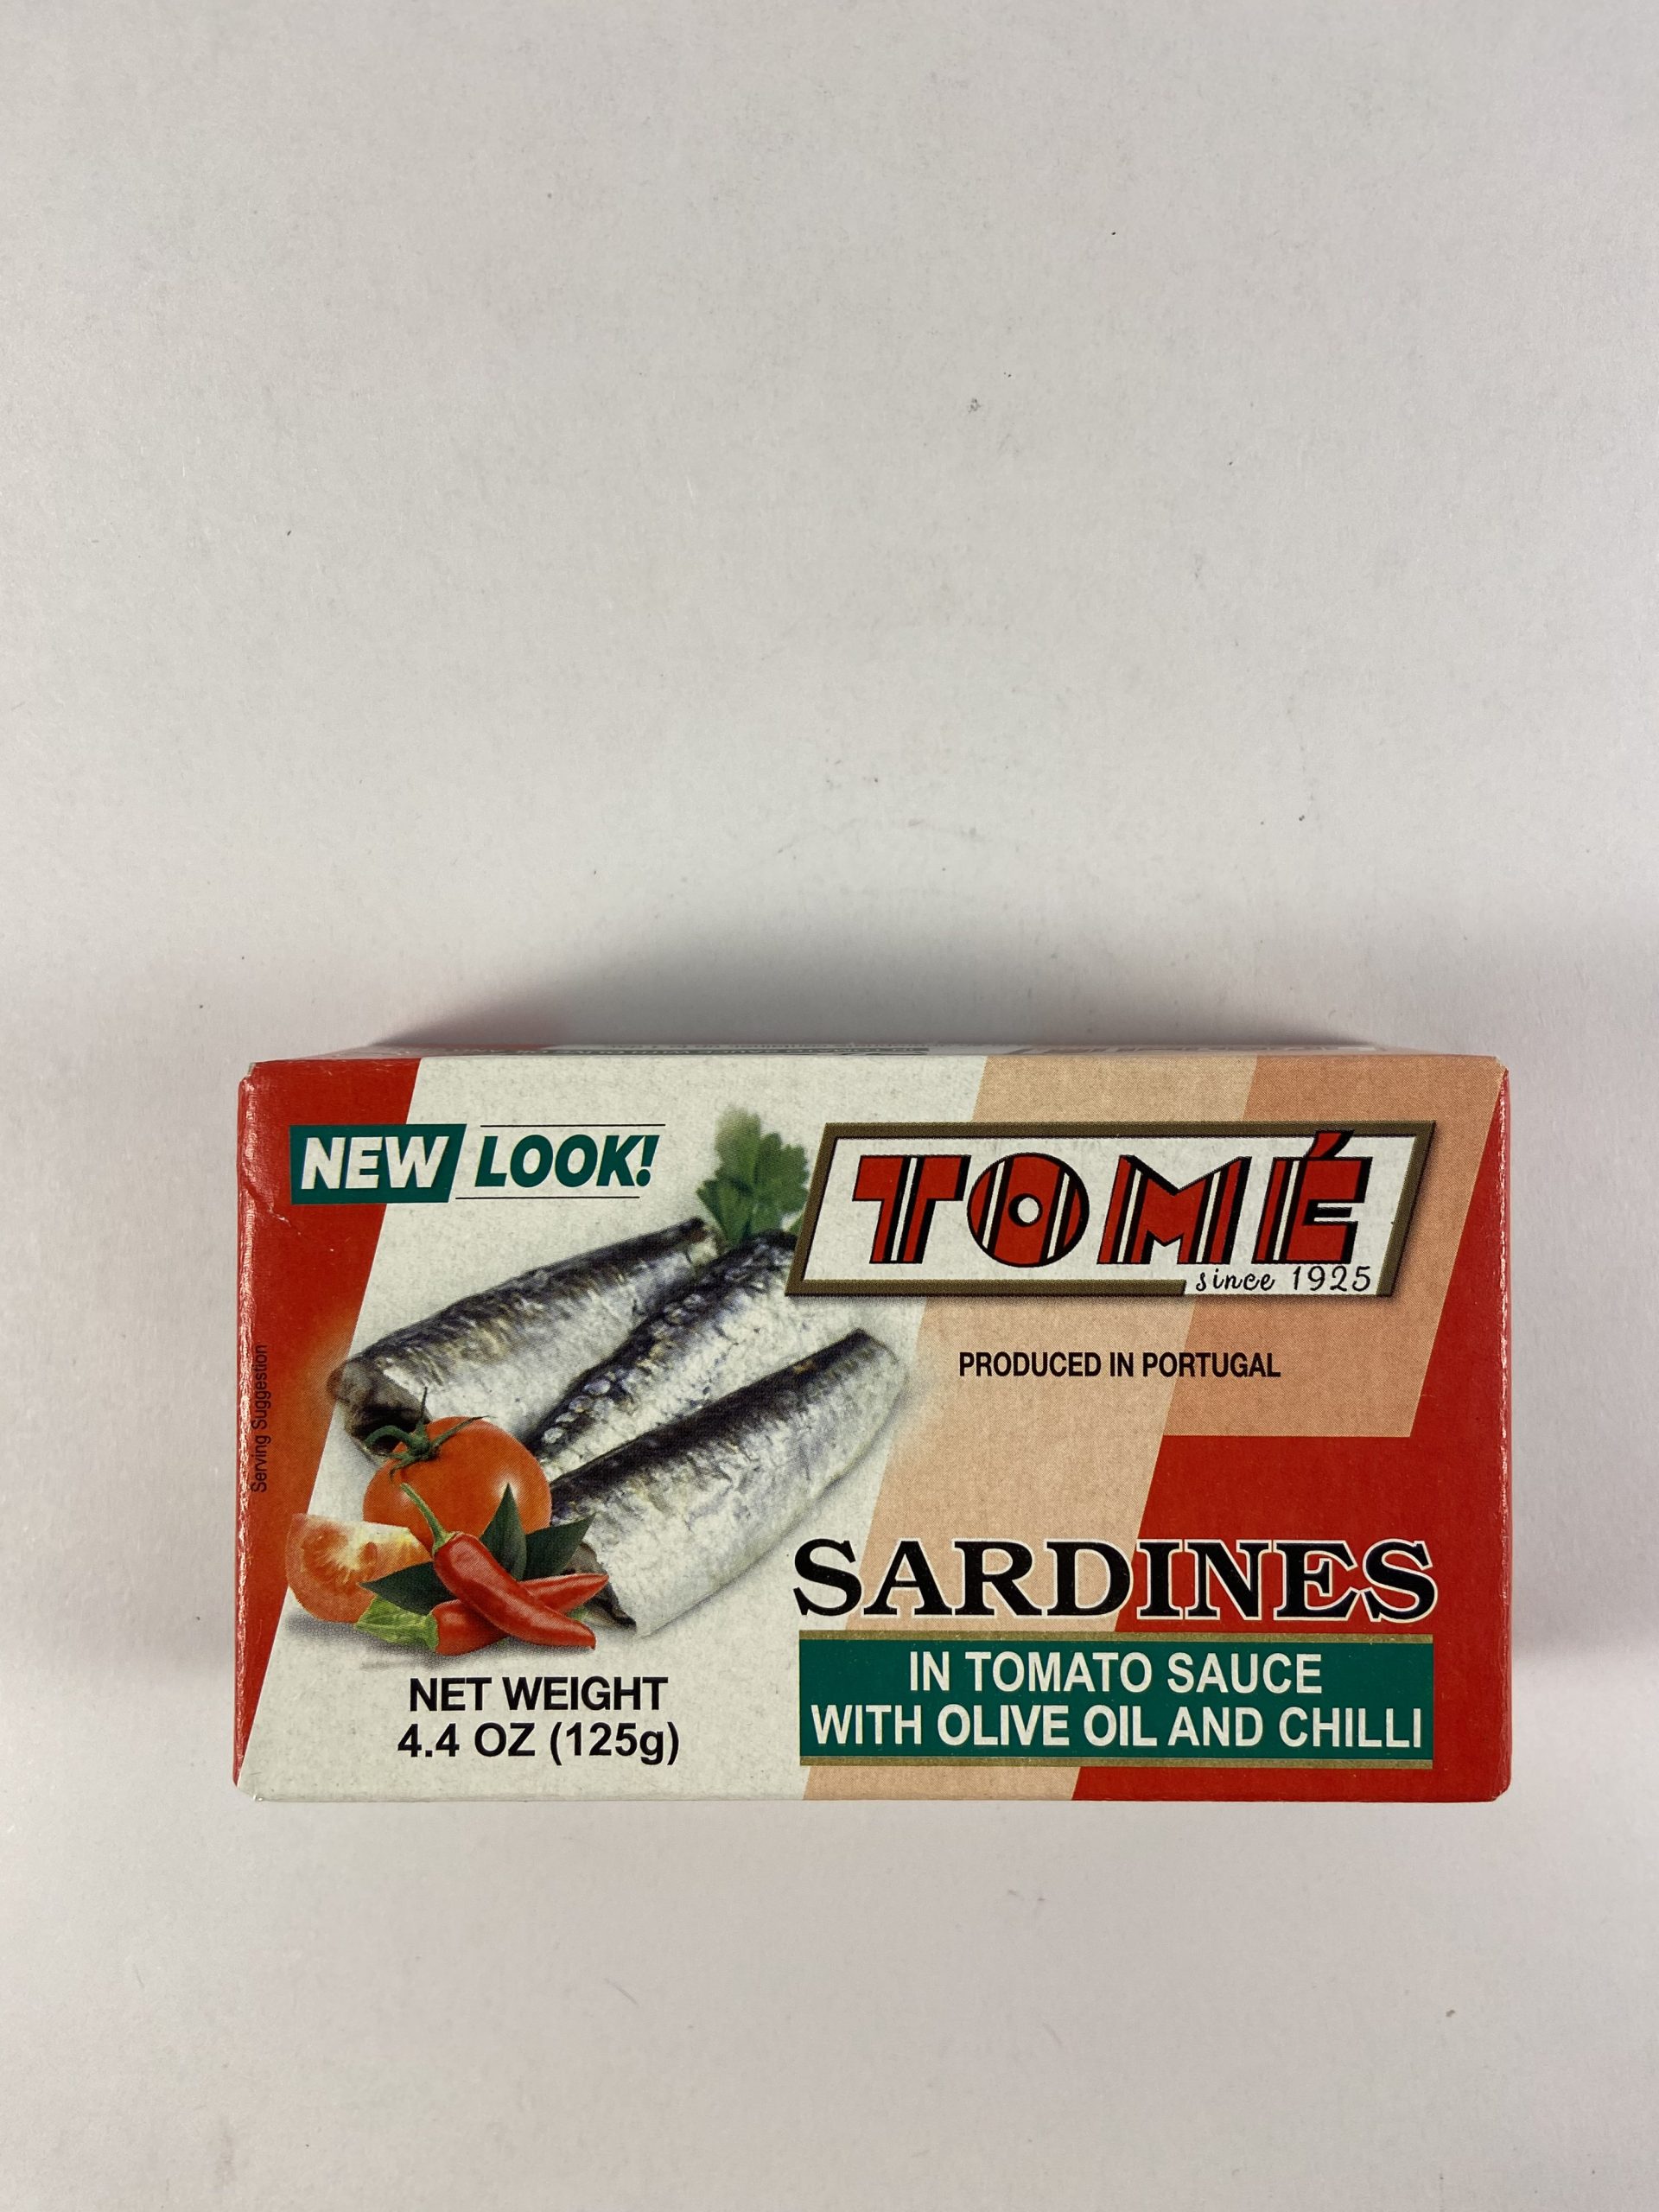 NEW LOOK!
TOMÉ
since 1925
PRODUCED IN PORTUGAL
Serving Suggestion
SARDINES
IN TOMATO SAUCE
WITH OLIVE OIL AND CHILLI
NET WEIGHT
4.4 OZ (125g)